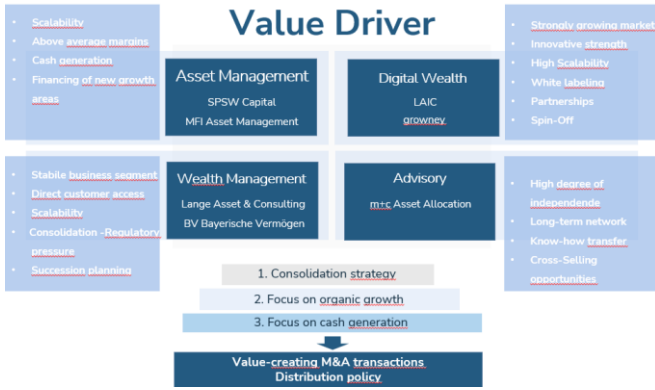 Value Driver
Scalability
Above average margins
Cash generation
Financing of new growth
areas
Asset Management
SPSW Capital
MFI Asset Management
Digital Wealth
LAIC
growney
Strongly growing market
Innovative strength
High Scalability
White labeling
Partnerships
Spin-Off
Stabile business segment
Direct customer access
Scalability
Consolidation -Regulatory
pressure
Succession planning
Wealth Management
Lange Asset & Consulting
BV Bayerische Vermögen
Advisory
m+c Asset Allocation
High degree of
independende
Long-term network
Know-how transfer
Cross-Selling
opportunities
1. Consolidation strategy
2. Focus on organic growth
3. Focus on cash generation
Value-creating M&A transactions
Distribution policy